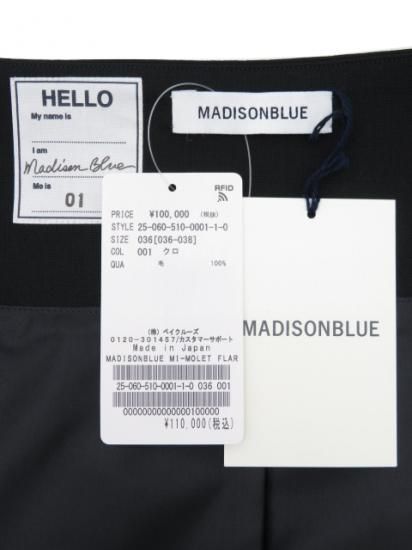 HELLO
My name is
I am
Madison Blue
Me is
01
MADISONBLUE
RFID
PRICE ¥100,000 (税抜)
STYLE 25-060-510-0001-1-0
SIZE 036[036-038]
COL 001 クロ
QUA 毛 100%
(株)ベイクルーズ
0120-301457/カスタマーサポート
Made in Japan
MADISONBLUE MI-MOLET FLAR
25-060-510-0001-1-0 036 001
00000000000000100000
¥110,000(税込)
MADISONBLUE